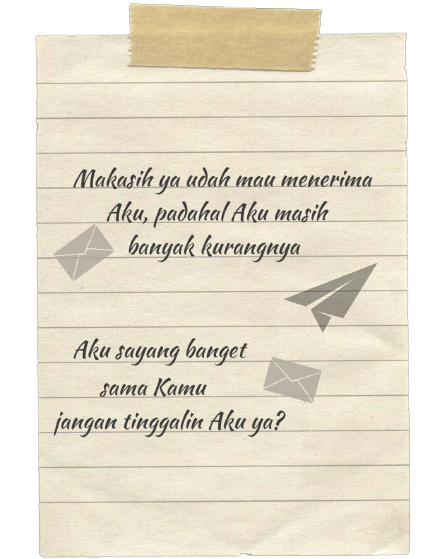 Makasih ya udah mau menerima
Aku, padahal Aku masih
banyak kurangnya
Aku sayang banget
sama Kamu
jangan tinggalin Aku ya?